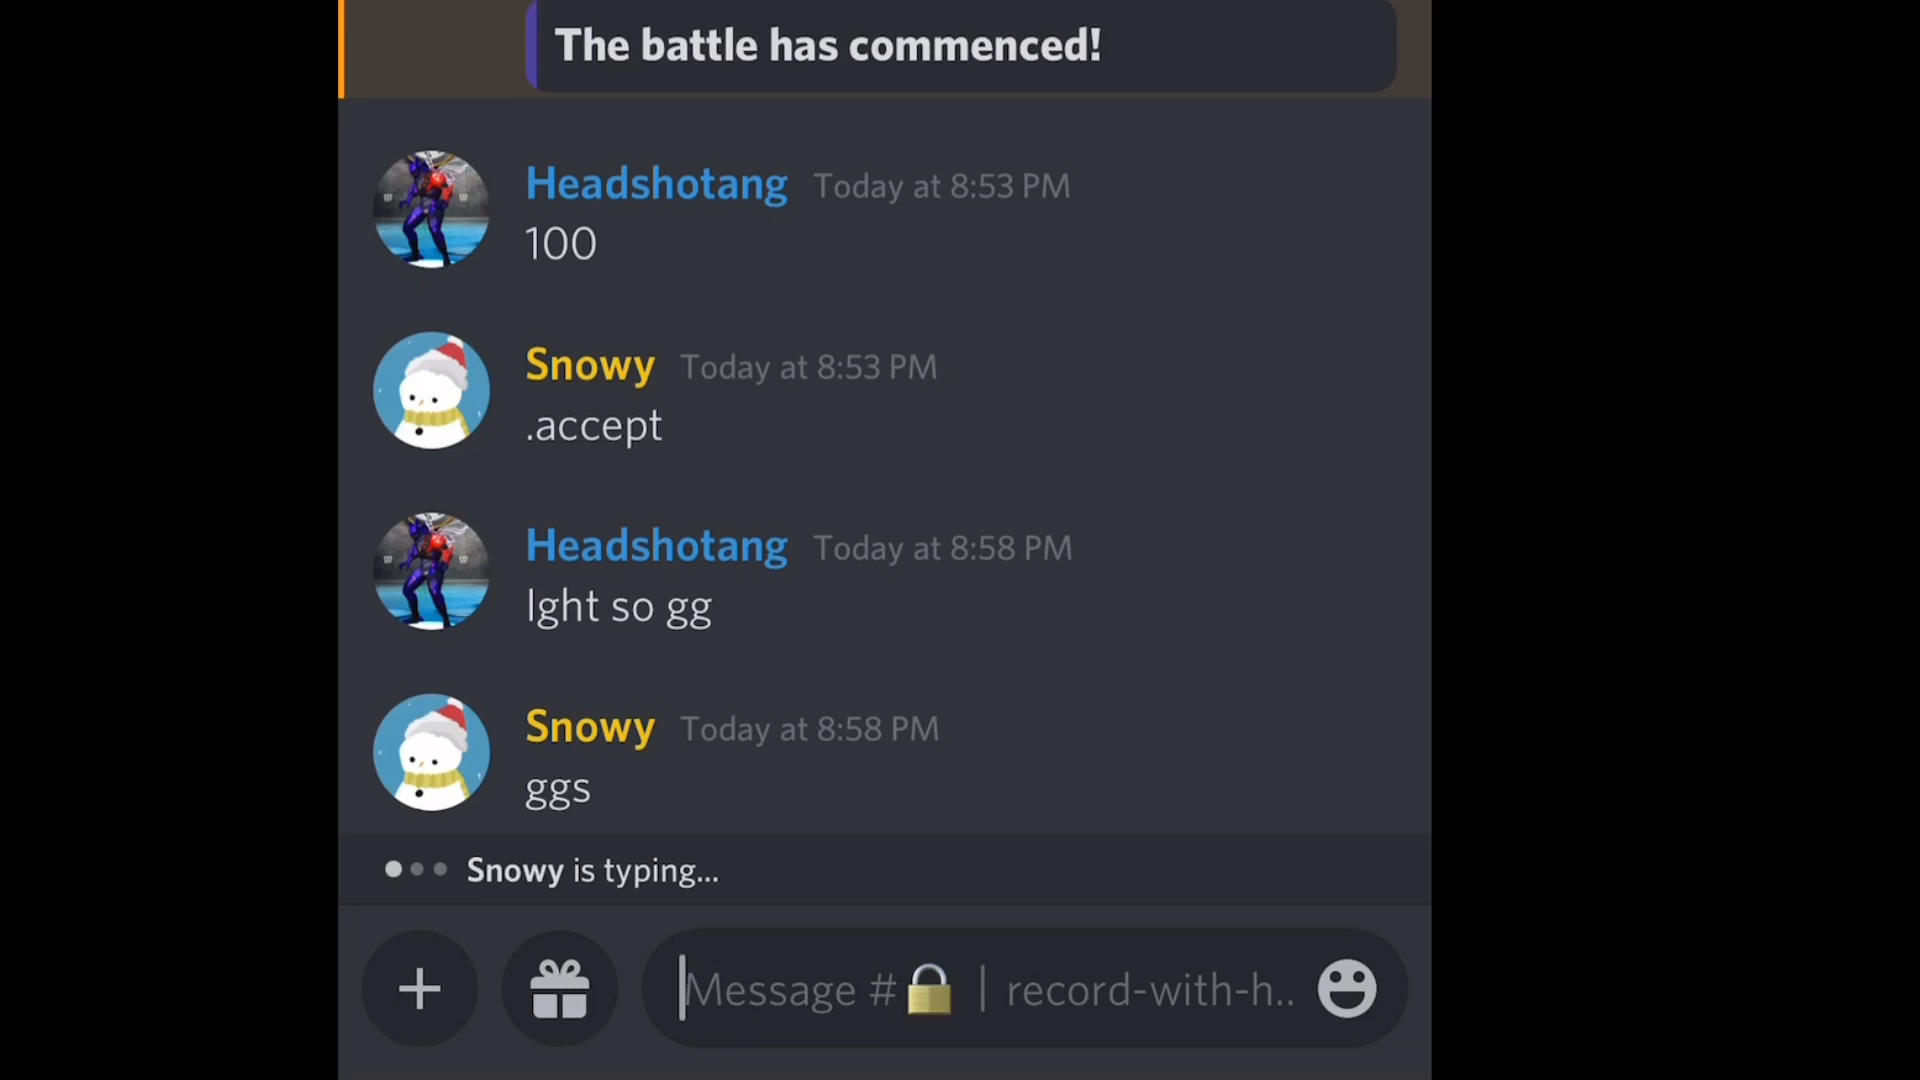 The battle has commenced!
Headshotang Today at 8:53 PM
100
Snowy Today at 8:53 PM
.accept
Headshotang Today at 8:58 PM
Ight so gg
Snowy Today at 8:58 PM
ggs
Snowy is typing...
Message #🔒 | record-with-h..